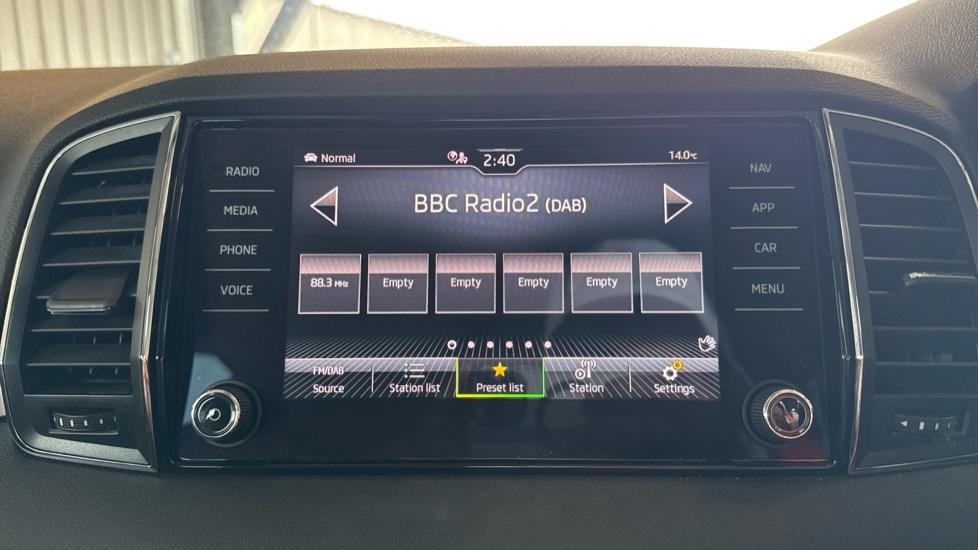 Normal
2:40
14.0°c
BBC Radio2 (DAB)
88.3 MHz
Empty
Empty
Empty
Empty
Empty
FM/DAB
Source
Station list
Preset list
Station
Settings
RADIO
MEDIA
PHONE
VOICE
NAV
APP
CAR
MENU